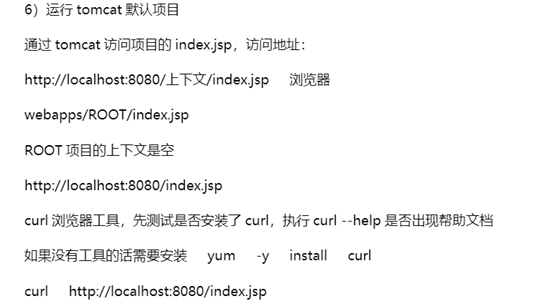 6）运行 tomcat 默认项目
通过 tomcat 访问项目的 index.jsp，访问地址：
http://localhost:8080/上下文/index.jsp 浏览器
webapps/ROOT/index.jsp
ROOT 项目的上下文是空
http://localhost:8080/index.jsp
curl 浏览器工具，先测试是否安装了 curl，执行 curl --help 是否出现帮助文档
如果没有工具的话需要安装 yum -y install curl
curl http://localhost:8080/index.jsp